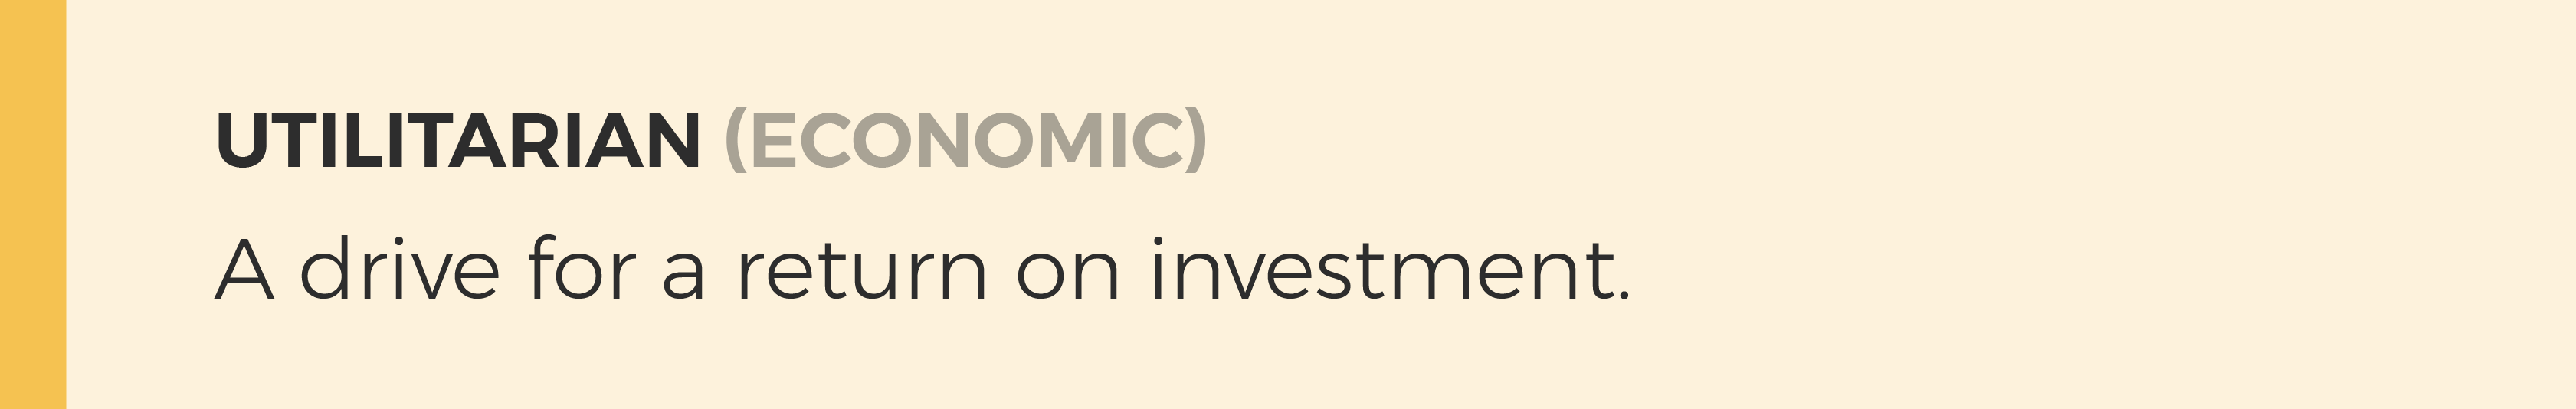 UTILITARIAN (ECONOMIC)
A drive for a return on investment.